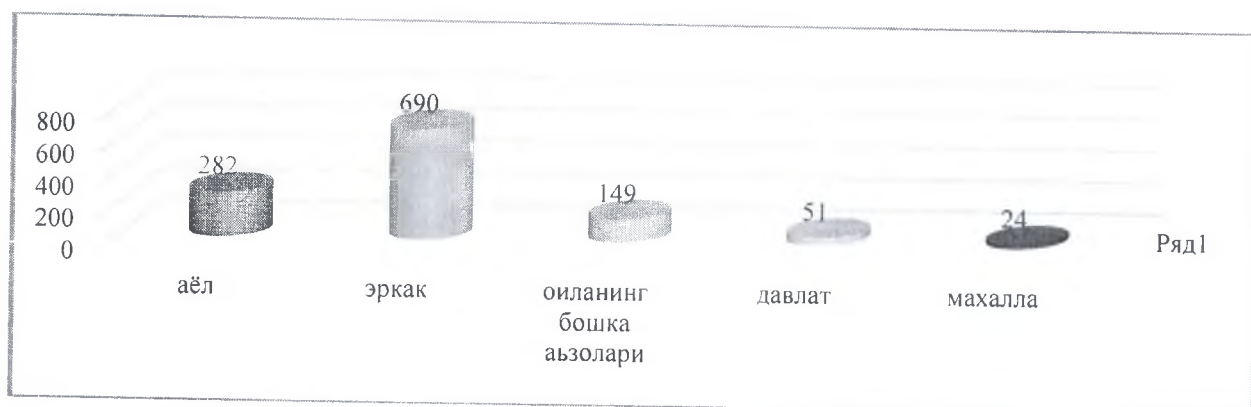 800
600
400
200
0
282
690
149
51
24
аёл
эркак
оиланинг
бошка
аьзолари
давлат
махалла
Ряд1